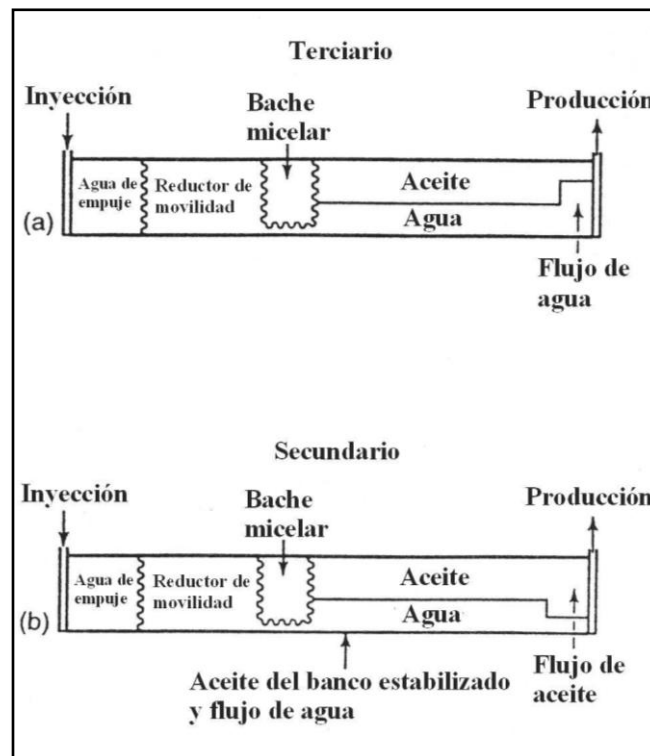 Terciario
Inyección
Bache
micelar
Producción
Agua de
empuje
Reductor de
movilidad
Aceite
Agua
(a)
Flujo de
agua
Secundario
Inyección
Bache
micelar
Producción
Agua de
empuje
Reductor de
movilidad
Aceite
Agua
(b)
Aceite del banco estabilizado
y flujo de agua
Flujo de
aceite